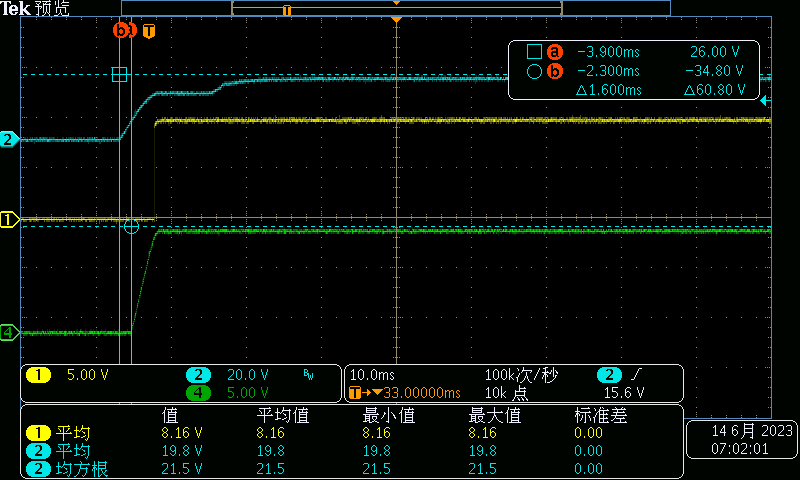 Tek 预览
b T
a −3.900ms 26.00 V
b −2.300ms −34.80 V
△1.600ms △60.80 V
2
1
4
1 5.00 V 2 20.0 V BW
4 5.00 V
10.0ms 100k次/秒 2
T→▼33.00000ms 10k 点 15.6 V
值 平均值 最小值 最大值 标准差
1 平均 8.16 V 8.16 8.16 8.16 0.00
2 平均 19.8 V 19.8 19.8 19.8 0.00
2 均方根 21.5 V 21.5 21.5 21.5 0.00
14 6月 2023
07:02:01